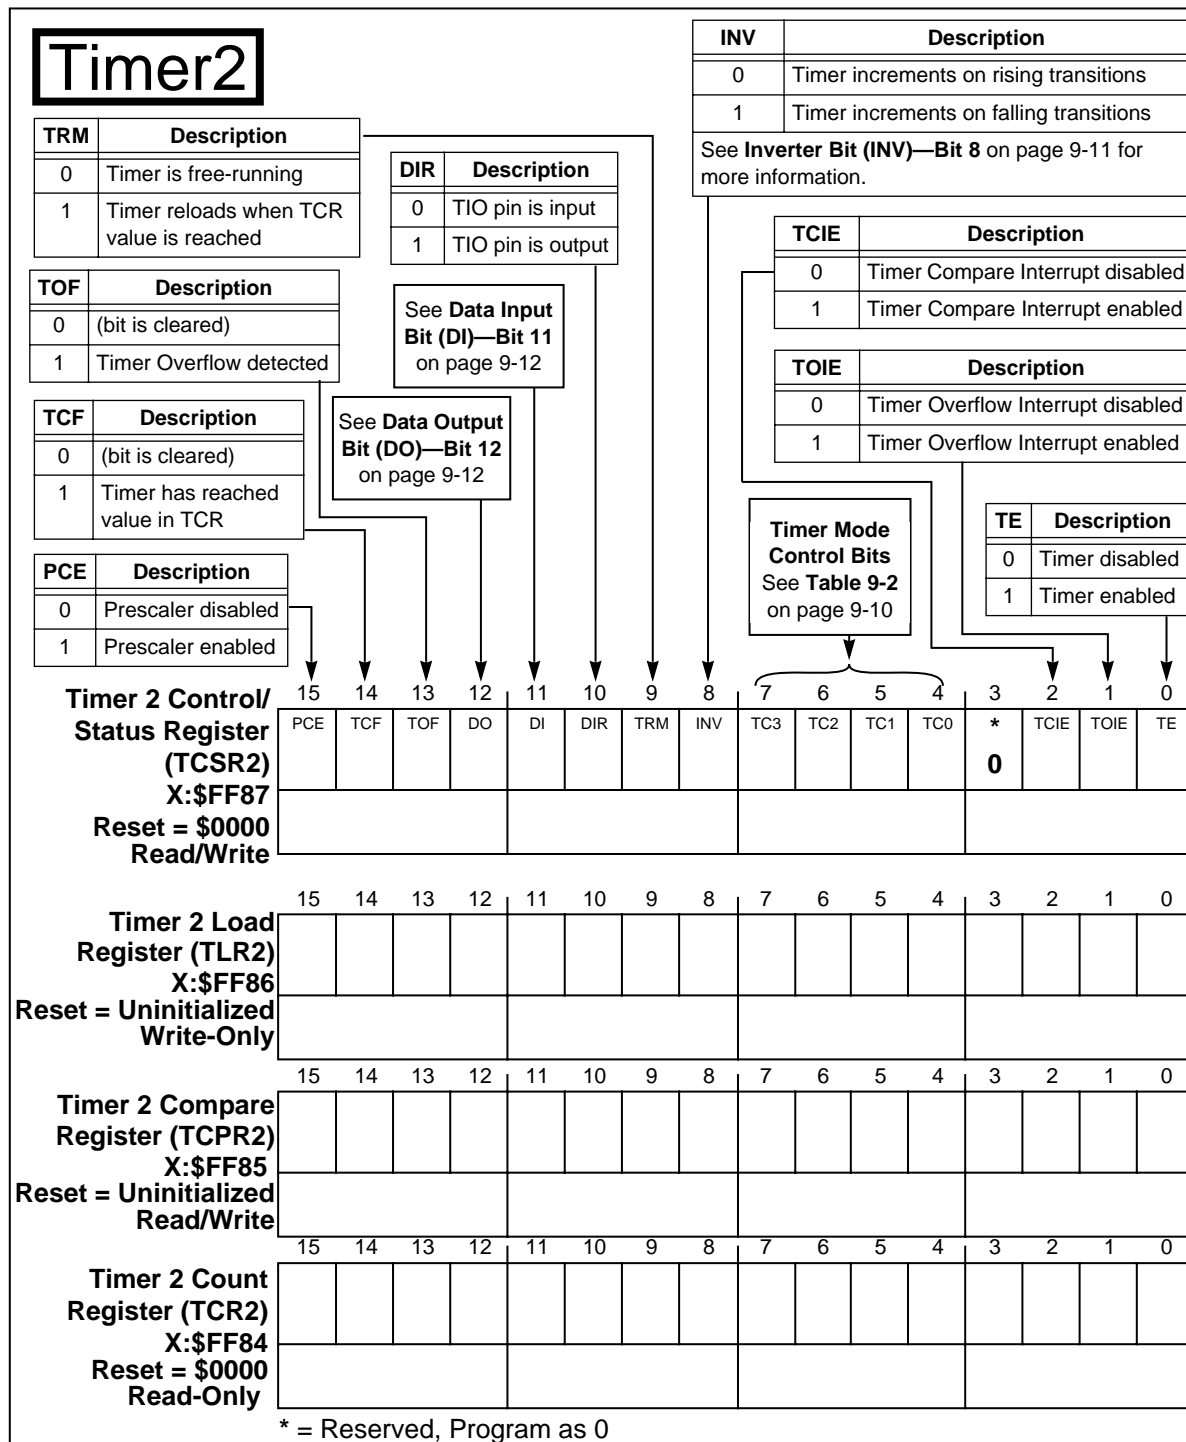 Timer2
INV Description
0 Timer increments on rising transitions
1 Timer increments on falling transitions
See Inverter Bit (INV)—Bit 8 on page 9-11 for
more information.
TRM Description
0 Timer is free-running
1 Timer reloads when TCR
value is reached
DIR Description
0 TIO pin is input
1 TIO pin is output
TCIE Description
0 Timer Compare Interrupt disabled
1 Timer Compare Interrupt enabled
TOF Description
0 (bit is cleared)
1 Timer Overflow detected
See Data Input
Bit (DI)—Bit 11
on page 9-12
TOIE Description
0 Timer Overflow Interrupt disabled
1 Timer Overflow Interrupt enabled
TCF Description
0 (bit is cleared)
1 Timer has reached
value in TCR
See Data Output
Bit (DO)—Bit 12
on page 9-12
Timer Mode
Control Bits
See Table 9-2
on page 9-10
TE Description
0 Timer disabled
1 Timer enabled
PCE Description
0 Prescaler disabled
1 Prescaler enabled
15 14 13 12 11 10 9 8 7 6 5 4 3 2 1 0
Timer 2 Control/
Status Register
(TCSR2)
X:$FF87
Reset = $0000
Read/Write
PCE TCF TOF DO DI DIR TRM INV TC3 TC2 TC1 TC0 * TCIE TOIE TE
0
15 14 13 12 11 10 9 8 7 6 5 4 3 2 1 0
Timer 2 Load
Register (TLR2)
X:$FF86
Reset = Uninitialized
Write-Only
15 14 13 12 11 10 9 8 7 6 5 4 3 2 1 0
Timer 2 Compare
Register (TCPR2)
X:$FF85
Reset = Uninitialized
Read/Write
15 14 13 12 11 10 9 8 7 6 5 4 3 2 1 0
Timer 2 Count
Register (TCR2)
X:$FF84
Reset = $0000
Read-Only
* = Reserved, Program as 0